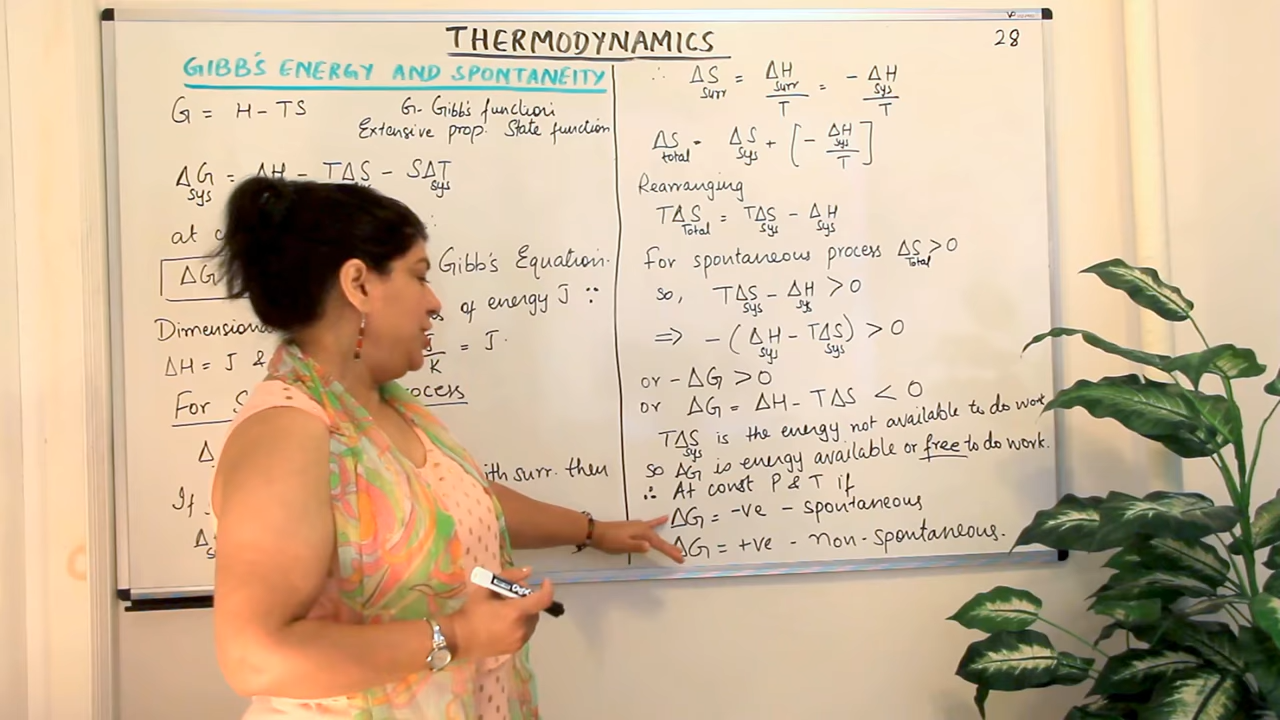 THERMODYNAMICS
28
GIBB'S ENERGY AND SPONTANEITY
G = H - TS
G- Gibb's function:
Extensive prop. State function
ΔG sys = ΔH - TΔS - SΔT sys
at
ΔG
Gibb's Equation.
of energy J ∵
ΔH = J &
K = J.
For
ocess
Δ
ith surr. then
If
Δ
∴ ΔS surr = ΔH surr / T = - ΔH sys / T
ΔS total = ΔS sys + [- ΔH sys / T]
Rearranging
TΔS Total = TΔS sys - ΔH sys
For spontaneous process ΔS Total > 0
so, TΔS sys - ΔH sys > 0
⇒ - (ΔH sys - TΔS sys) > 0
or - ΔG > 0
or ΔG = ΔH - TΔS < 0
TΔS sys is the energy not available to do work
so ΔG is energy available or free to do work.
∴ At const P & T if
ΔG = -ve - spontaneous
ΔG = +ve - non-spontaneous.